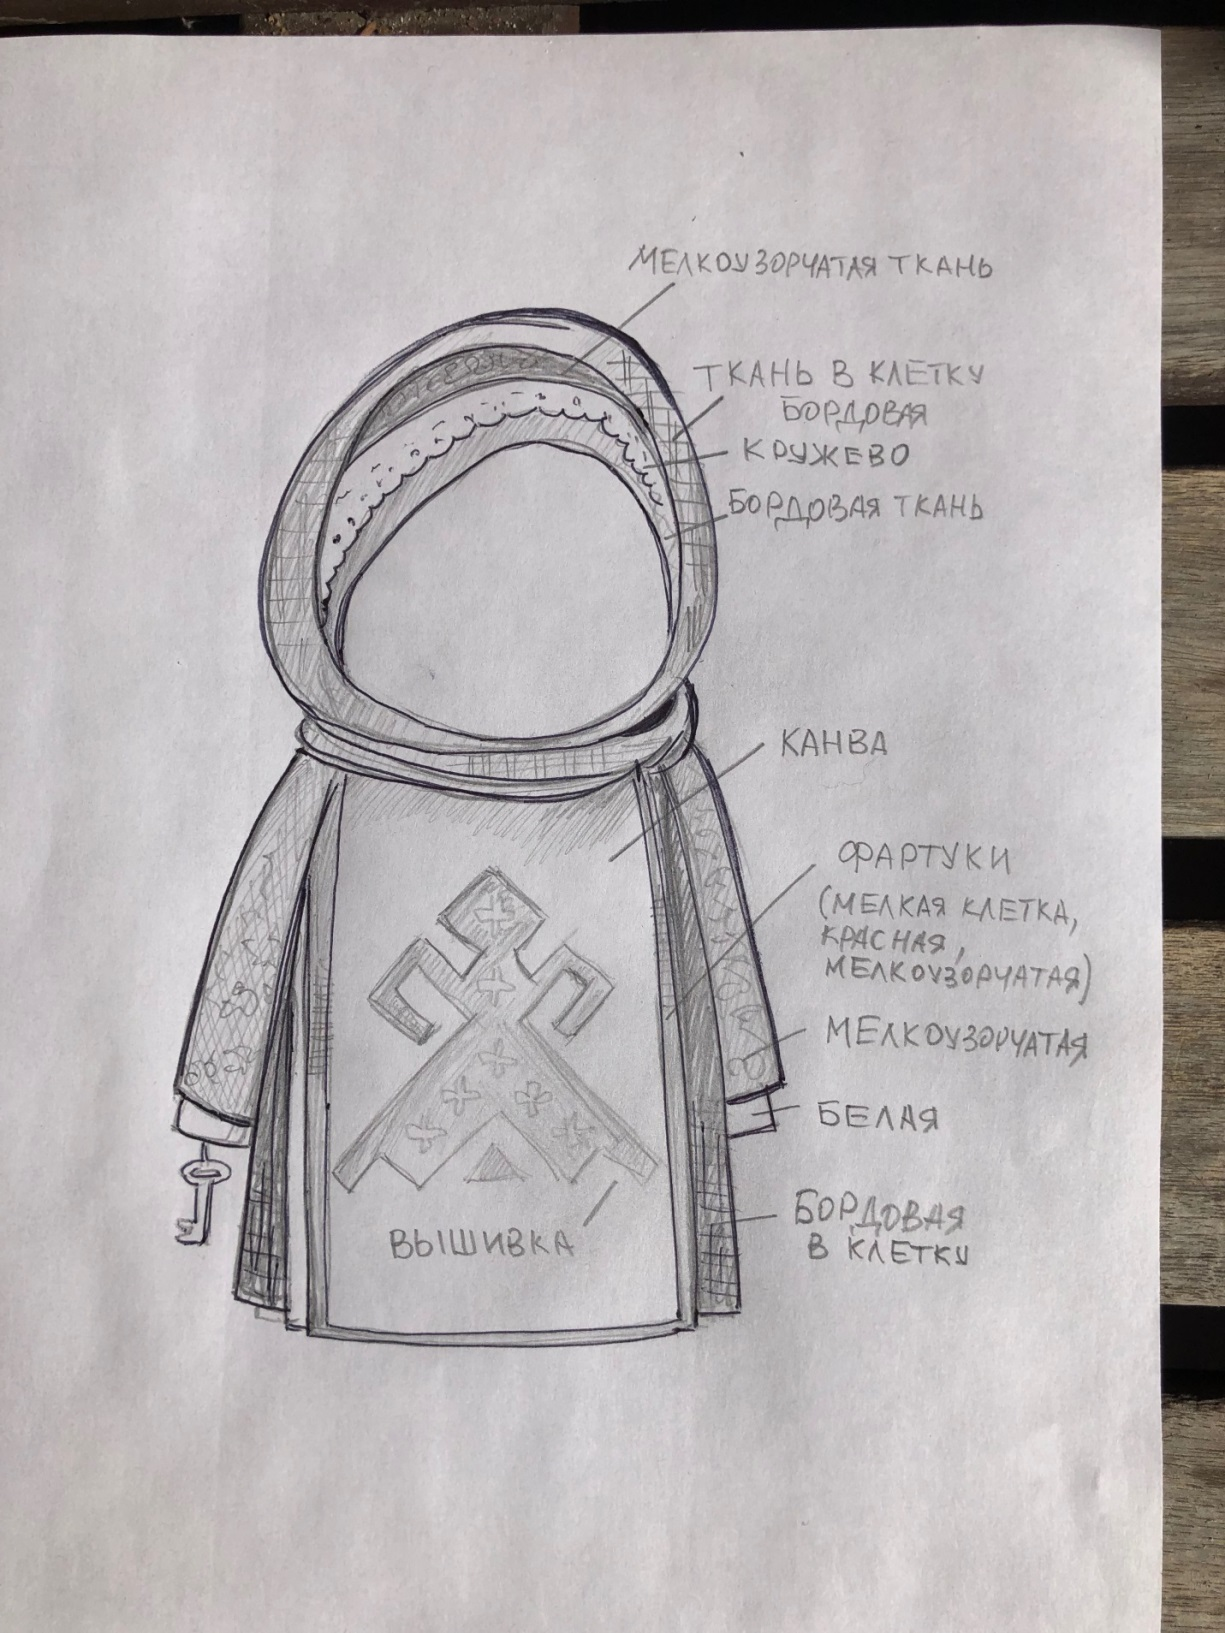 МЕЛКОУЗОРЧАТАЯ ТКАНЬ
ТКАНЬ В КЛЕТКУ
БОРДОВАЯ
КРУЖЕВО
БОРДОВАЯ ТКАНЬ
КАНВА
ФАРТУКИ
(МЕЛКАЯ КЛЕТКА,
КРАСНАЯ,
МЕЛКОУЗОРЧАТАЯ)
МЕЛКОУЗОРЧАТАЯ
БЕЛАЯ
БОРДОВАЯ
В КЛЕТКУ
ВЫШИВКА